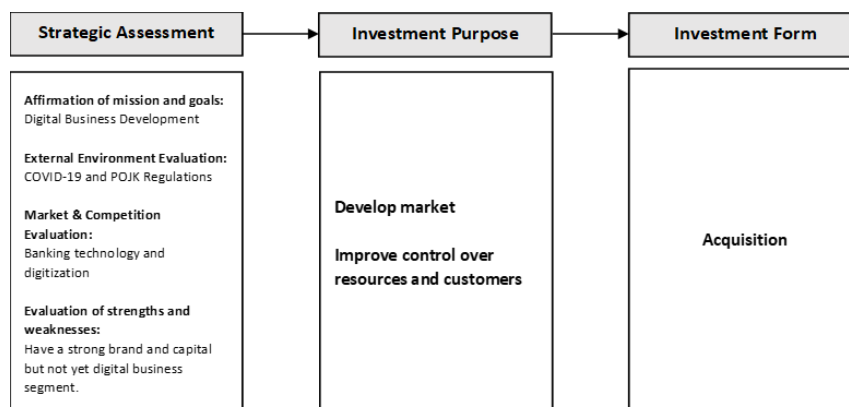 Strategic Assessment
Investment Purpose
Investment Form
Affirmation of mission and goals:
Digital Business Development
External Environment Evaluation:
COVID-19 and POJK Regulations
Market & Competition
Evaluation:
Banking technology and
digitization
Evaluation of strengths and
weaknesses:
Have a strong brand and capital
but not yet digital business
segment.
Develop market
Improve control over
resources and customers
Acquisition